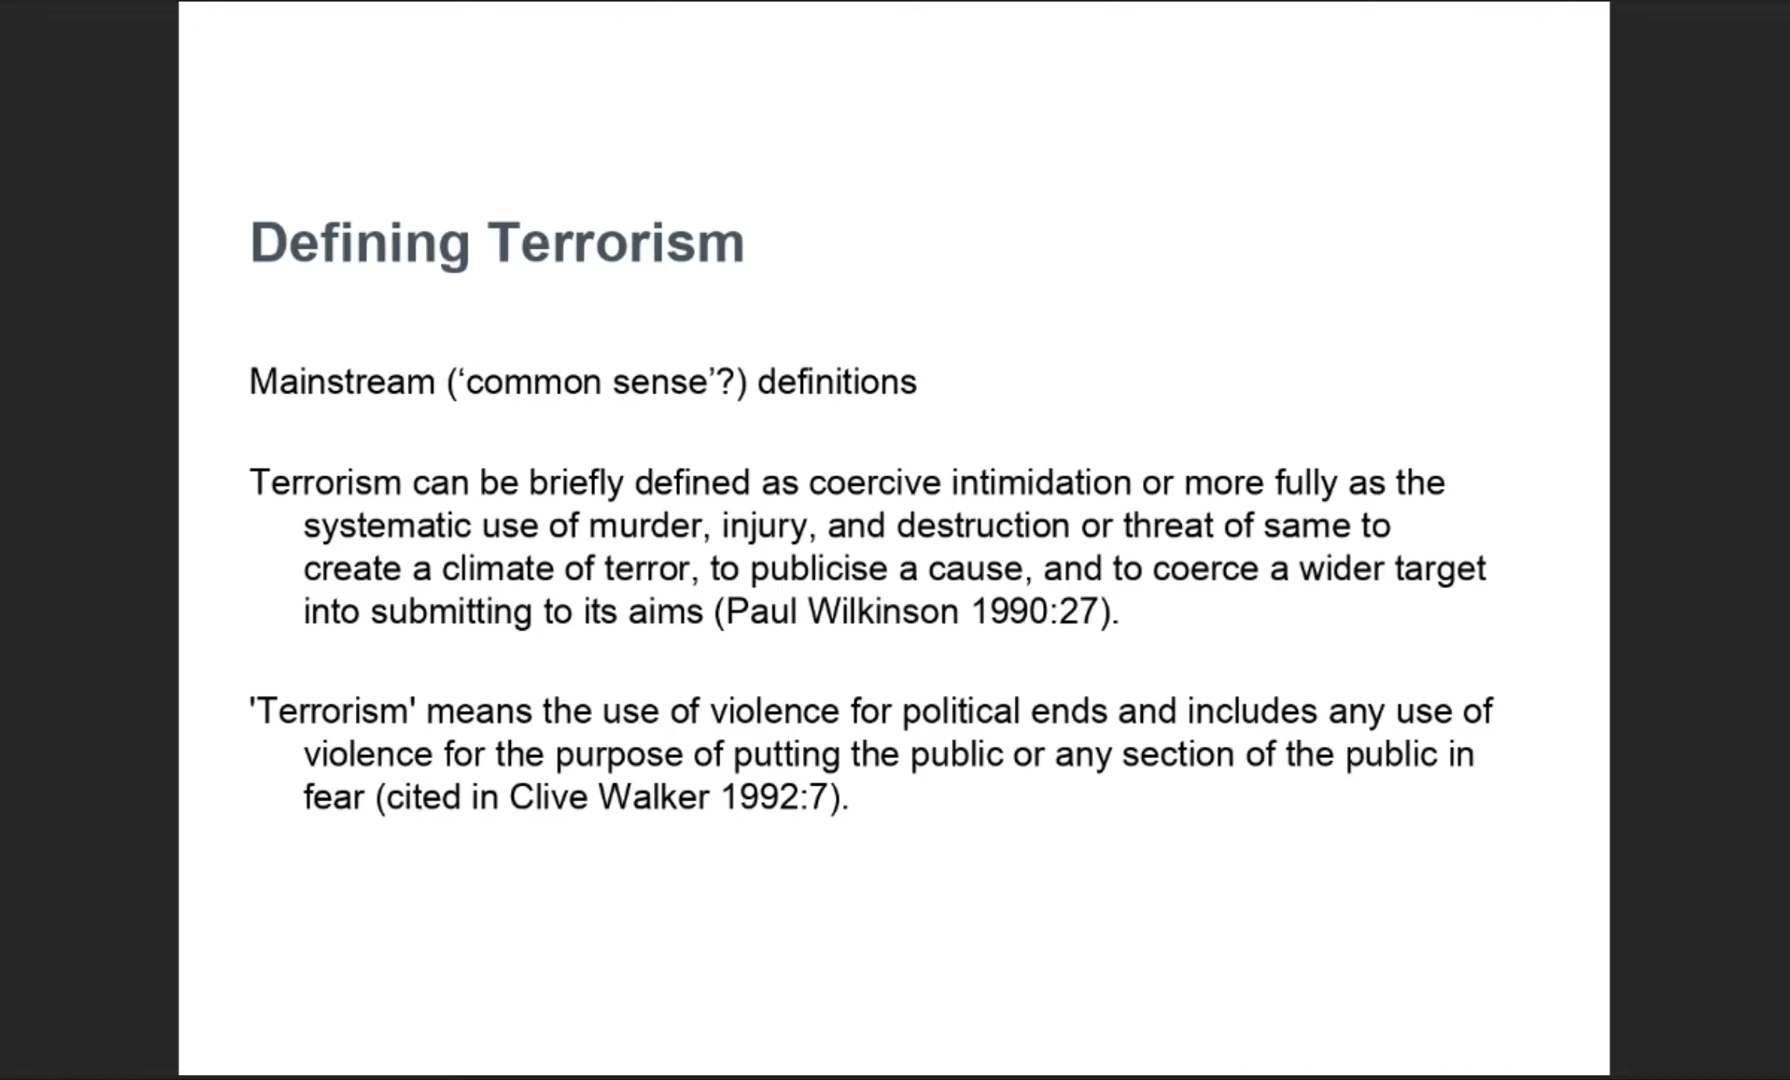 Defining Terrorism
Mainstream (‘common sense’?) definitions
Terrorism can be briefly defined as coercive intimidation or more fully as the
systematic use of murder, injury, and destruction or threat of same to
create a climate of terror, to publicise a cause, and to coerce a wider target
into submitting to its aims (Paul Wilkinson 1990:27).
'Terrorism' means the use of violence for political ends and includes any use of
violence for the purpose of putting the public or any section of the public in
fear (cited in Clive Walker 1992:7).